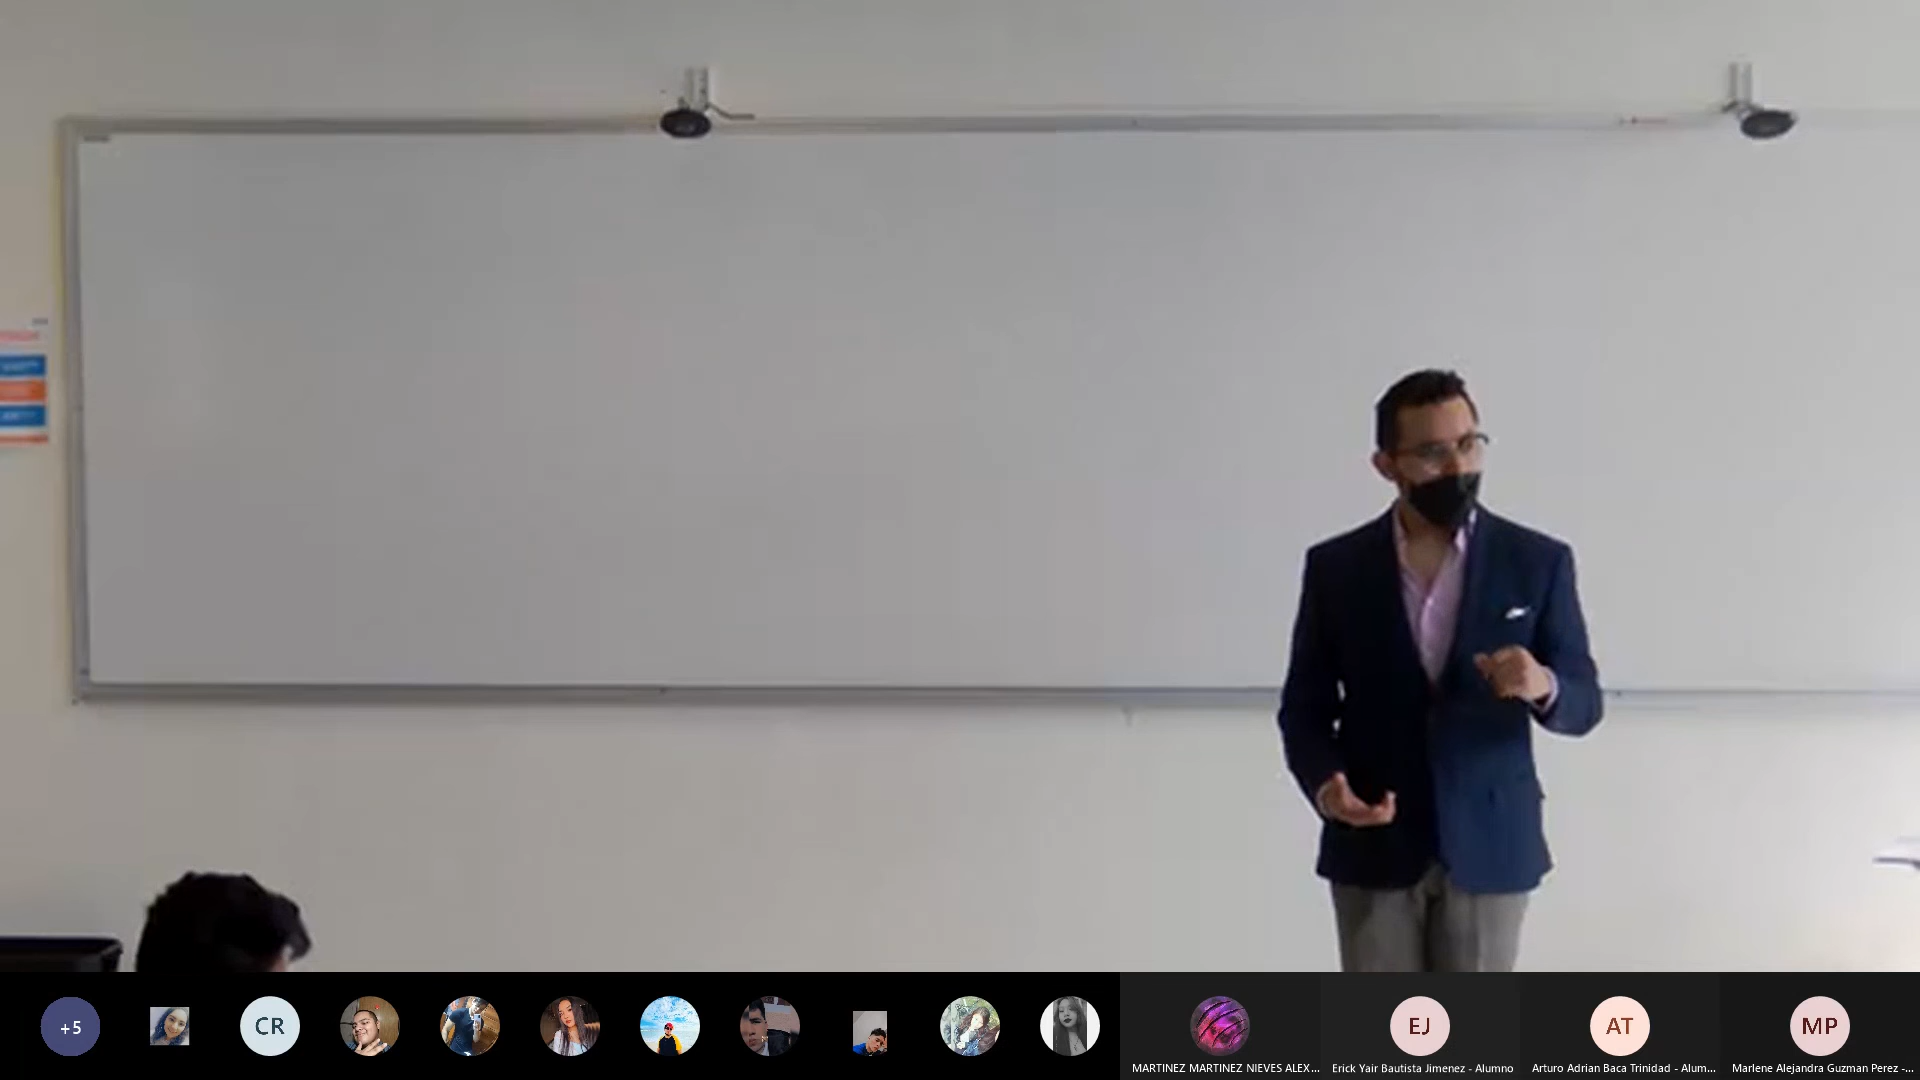 +5
CR
EJ
AT
MP
MARTINEZ MARTINEZ NIEVES ALEX...
Erick Yair Bautista Jimenez - Alumno
Arturo Adrian Baca Trinidad - Alum...
Marlene Alejandra Guzman Perez -...